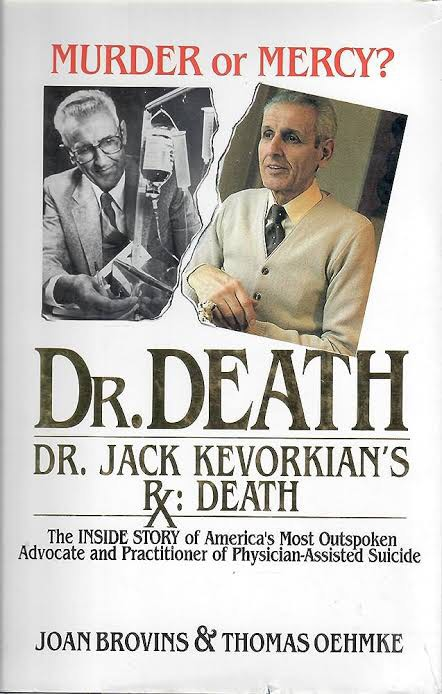 MURDER or MERCY?
DR. DEATH
DR. JACK KEVORKIAN'S
℞: DEATH
The INSIDE STORY of America's Most Outspoken
Advocate and Practitioner of Physician-Assisted Suicide
JOAN BROVINS & THOMAS OEHMKE